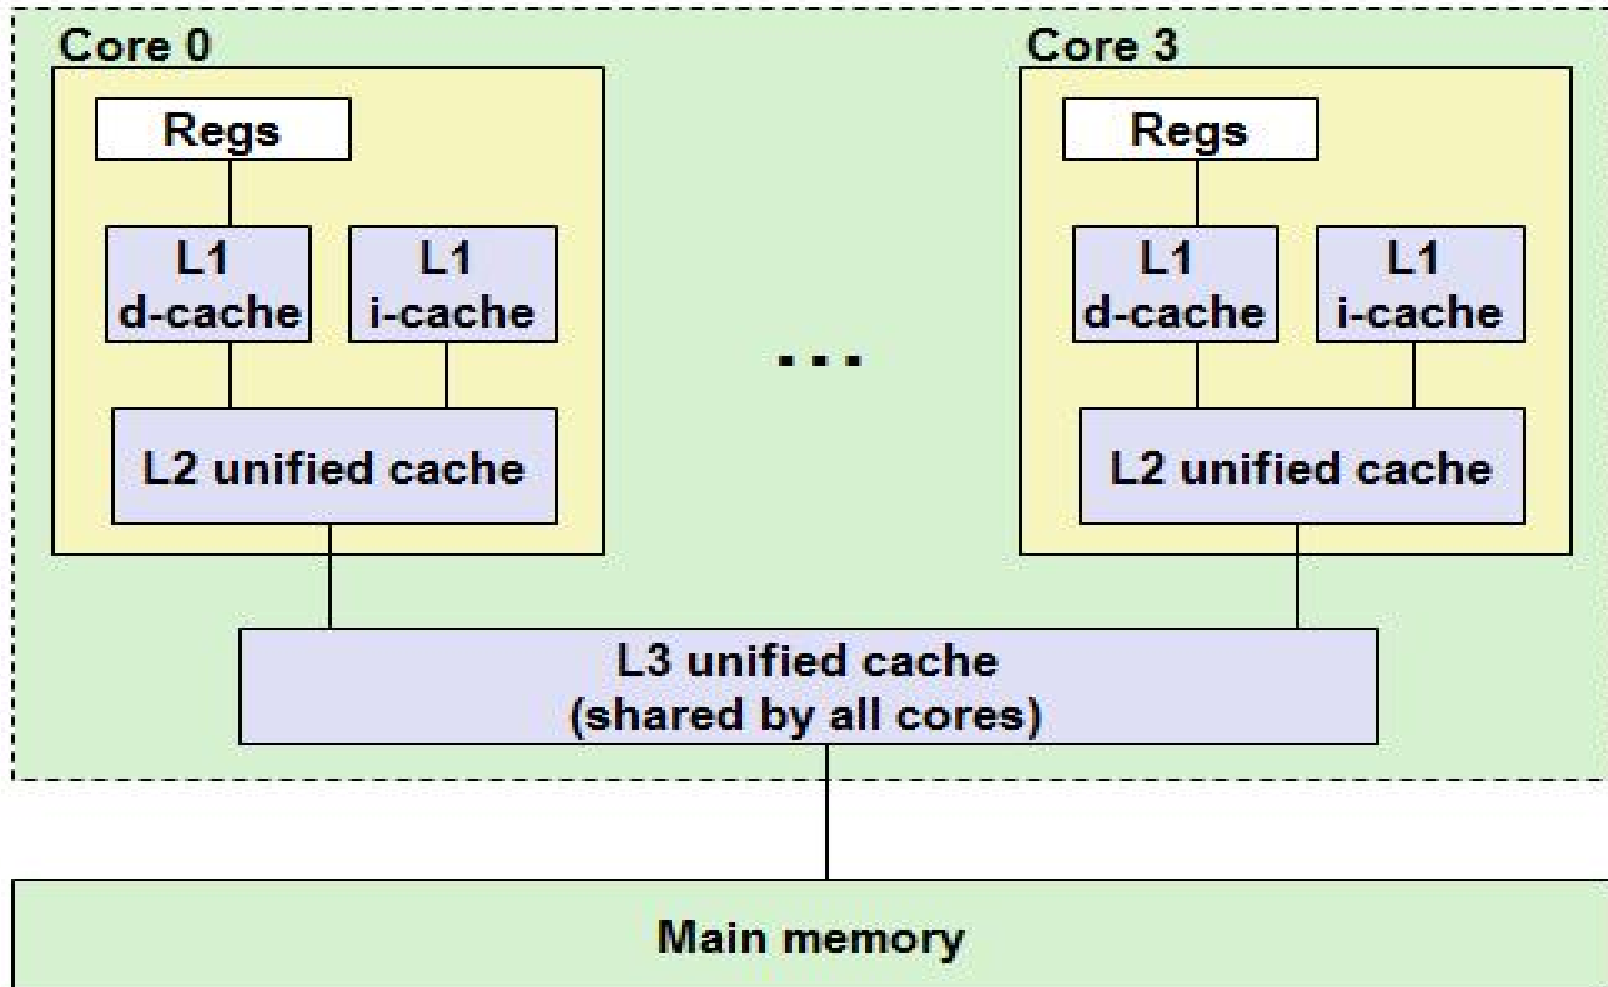 Core 0
Regs
L1
d-cache
L1
i-cache
L2 unified cache
...
Core 3
Regs
L1
d-cache
L1
i-cache
L2 unified cache
L3 unified cache
(shared by all cores)
Main memory